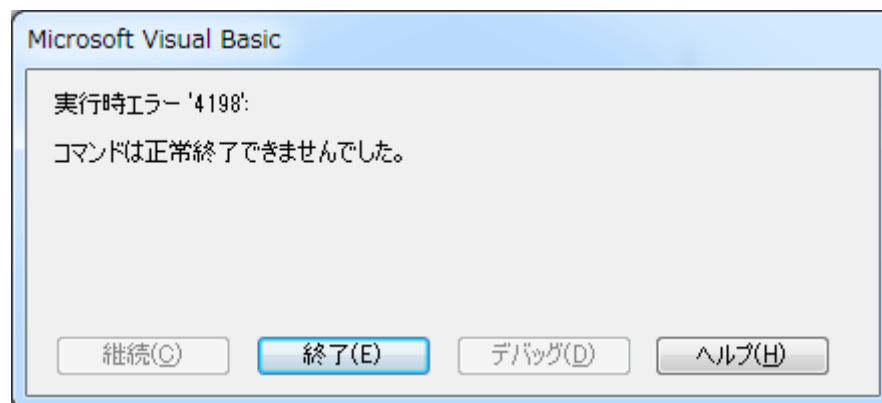 Microsoft Visual Basic
実行時エラー '4198':
コマンドは正常終了できませんでした。
継続(C) 終了(E) デバッグ(D) ヘルプ(H)